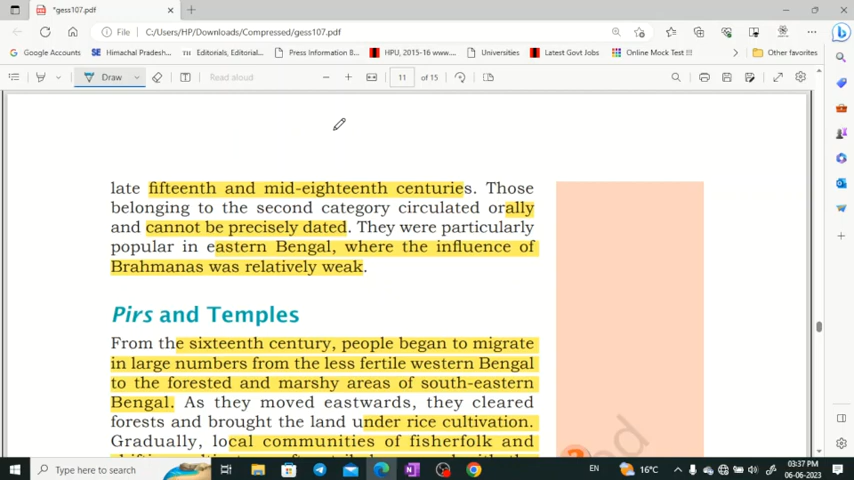 *gess107.pdf
File
C:/Users/HP/Downloads/Compressed/gess107.pdf
Google Accounts
Himachal Pradesh...
Editorials, Editorial...
Press Information B...
HPU, 2015-16 www....
Universities
Latest Govt Jobs
Online Mock Test !!!
Other favorites
Draw
Read aloud
11 of 15
late fifteenth and mid-eighteenth centuries. Those
belonging to the second category circulated orally
and cannot be precisely dated. They were particularly
popular in eastern Bengal, where the influence of
Brahmanas was relatively weak.
Pirs and Temples
From the sixteenth century, people began to migrate
in large numbers from the less fertile western Bengal
to the forested and marshy areas of south-eastern
Bengal. As they moved eastwards, they cleared
forests and brought the land under rice cultivation.
Gradually, local communities of fisherfolk and
Type here to search
EN
16°C
03:37 PM
06-06-2023